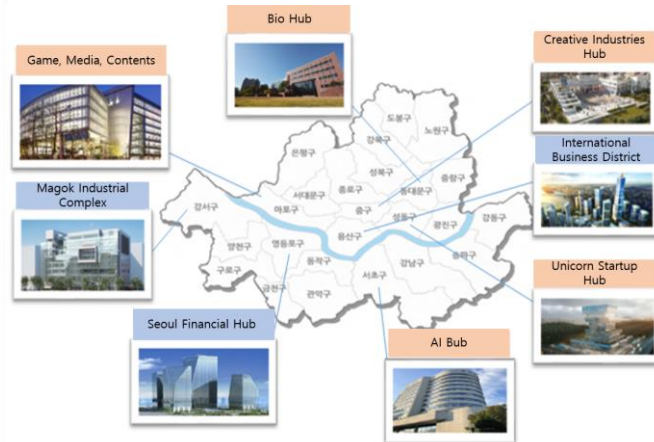 Bio Hub
Game, Media, Contents
Creative Industries
Hub
International
Business District
Magok Industrial
Complex
Unicorn Startup
Hub
Seoul Financial Hub
AI Bub
도봉구
노원구
강북구
은평구
성북구
중랑구
종로구
동대문구
서대문구
마포구
중구
성동구
광진구
강동구
강서구
용산구
양천구
영등포구
동작구
강남구
송파구
구로구
서초구
금천구
관악구